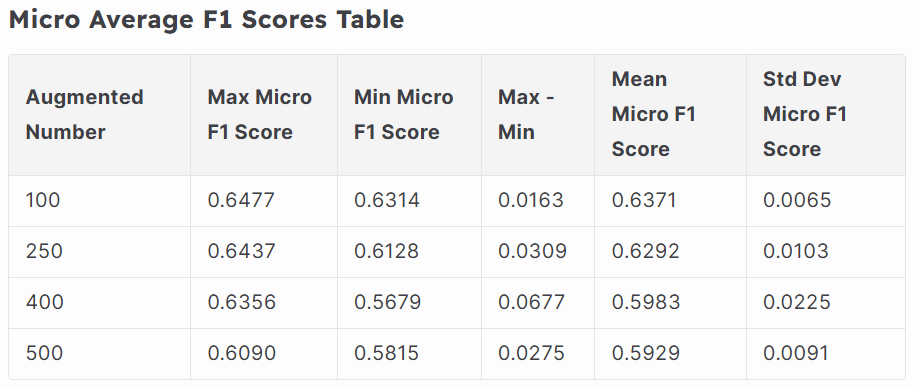 Micro Average F1 Scores Table
Augmented Number | Max Micro F1 Score | Min Micro F1 Score | Max - Min | Mean Micro F1 Score | Std Dev Micro F1 Score
100 | 0.6477 | 0.6314 | 0.0163 | 0.6371 | 0.0065
250 | 0.6437 | 0.6128 | 0.0309 | 0.6292 | 0.0103
400 | 0.6356 | 0.5679 | 0.0677 | 0.5983 | 0.0225
500 | 0.6090 | 0.5815 | 0.0275 | 0.5929 | 0.0091